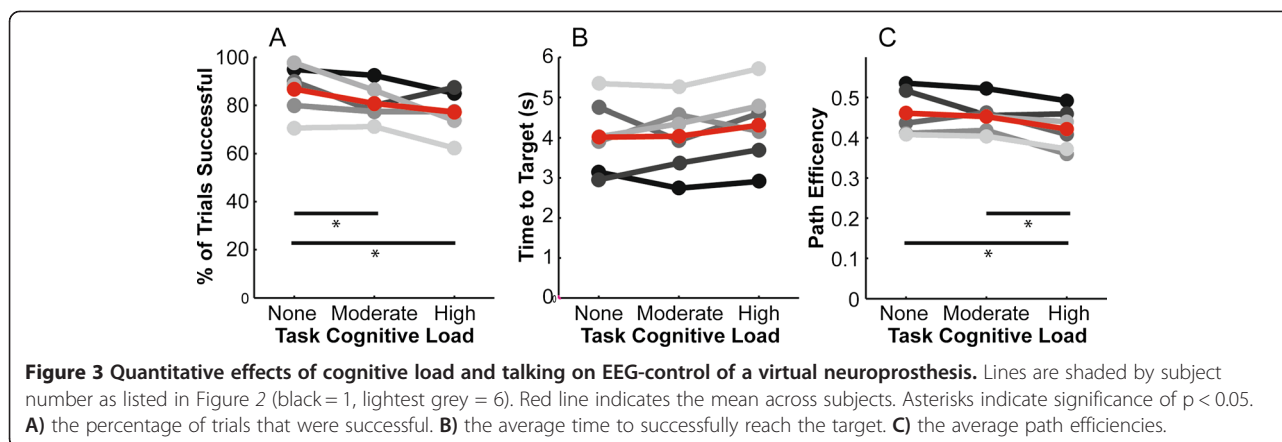 A
% of Trials Successful
100
80
60
40
20
0
*
*
None Moderate High
Task Cognitive Load
B
Time to Target (s)
6
5
4
3
2
1
0
0
None Moderate High
Task Cognitive Load
C
Path Efficency
0.5
0.4
0.3
0.2
0.1
0
*
*
None Moderate High
Task Cognitive Load
Figure 3 Quantitative effects of cognitive load and talking on EEG-control of a virtual neuroprosthesis. Lines are shaded by subject
number as listed in Figure 2 (black = 1, lightest grey = 6). Red line indicates the mean across subjects. Asterisks indicate significance of p < 0.05.
A) the percentage of trials that were successful. B) the average time to successfully reach the target. C) the average path efficiencies.